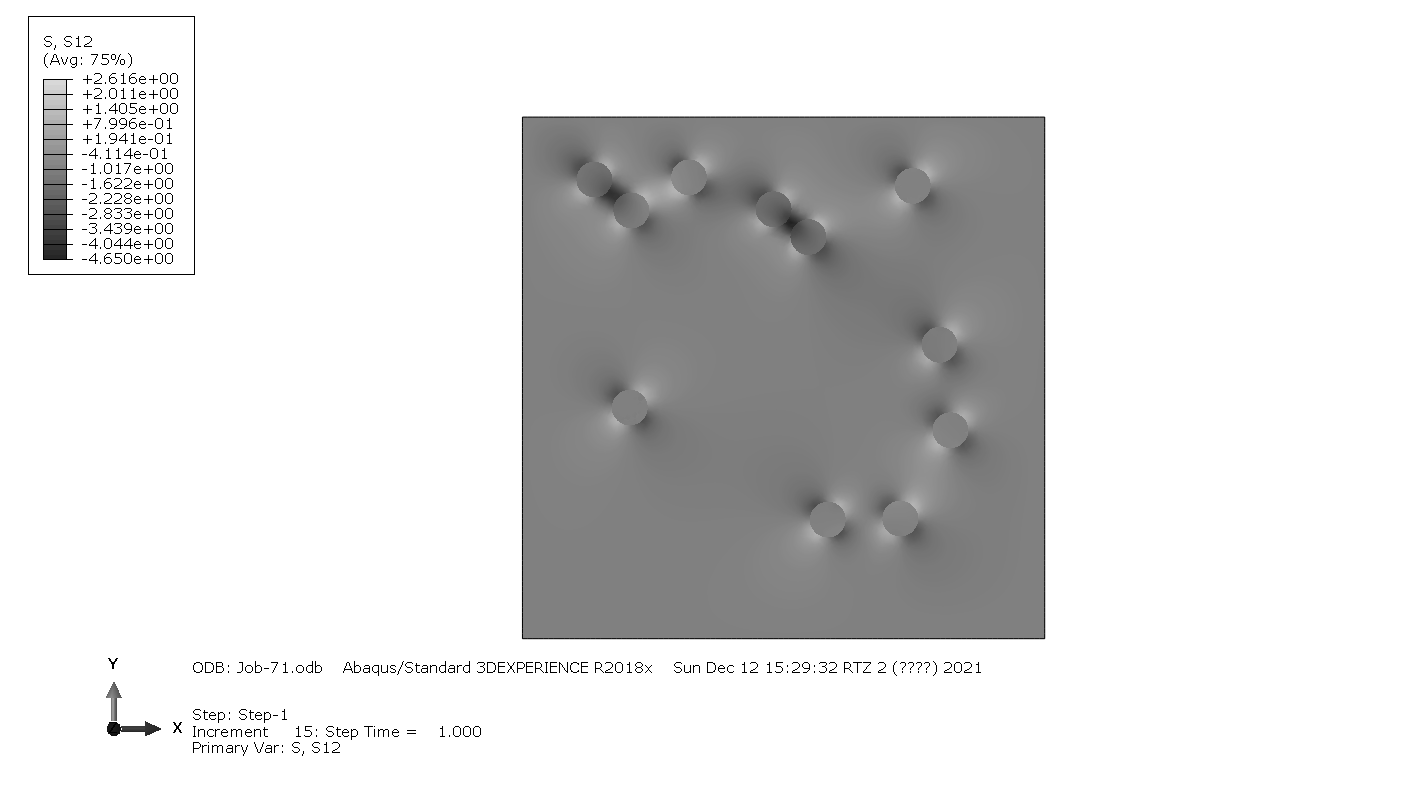 S, S12
(Avg: 75%)
+2.616e+00
+2.011e+00
+1.405e+00
+7.996e-01
+1.941e-01
-4.114e-01
-1.017e+00
-1.622e+00
-2.228e+00
-2.833e+00
-3.439e+00
-4.044e+00
-4.650e+00
Y
X
ODB: Job-71.odb    Abaqus/Standard 3DEXPERIENCE R2018x    Sun Dec 12 15:29:32 RTZ 2 (????) 2021
Step: Step-1
Increment    15: Step Time =    1.000
Primary Var: S, S12